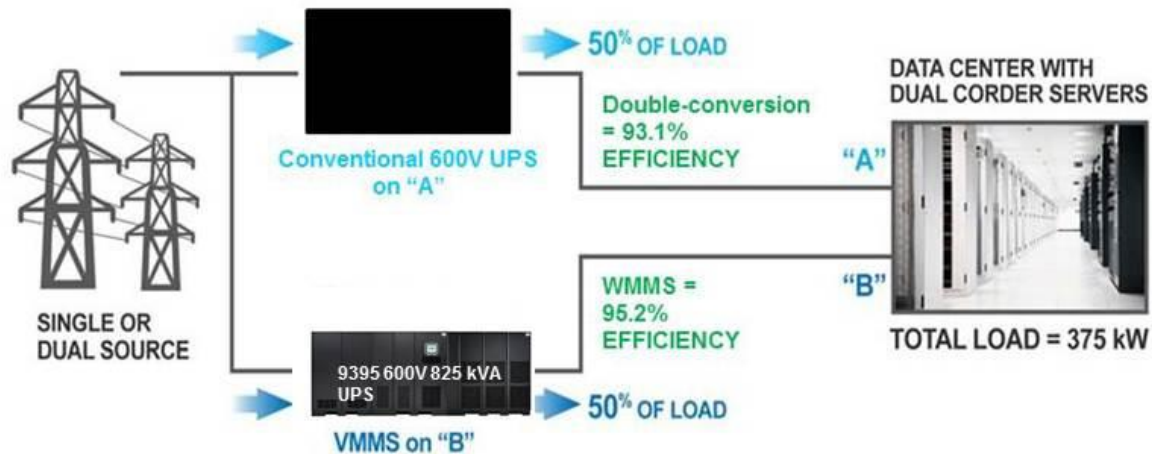 50% OF LOAD
DATA CENTER WITH
DUAL CORDER SERVERS
Double-conversion
= 93.1%
EFFICIENCY
Conventional 600V UPS
on “A”
“A”
“B”
WMMS =
95.2%
EFFICIENCY
SINGLE OR
DUAL SOURCE
TOTAL LOAD = 375 kW
9395 600V 825 kVA
UPS
50% OF LOAD
VMMS on “B”